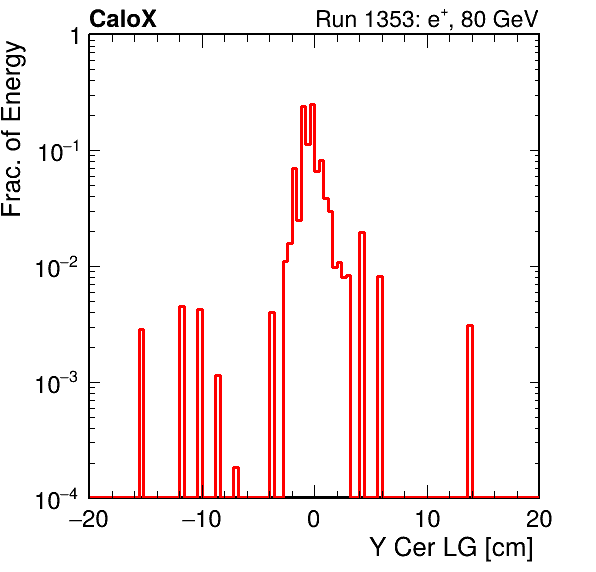 CaloX Run 1353: e⁺, 80 GeV
Frac. of Energy
1
10⁻¹
10⁻²
10⁻³
10⁻⁴
−20 −10 0 10 20
Y Cer LG [cm]